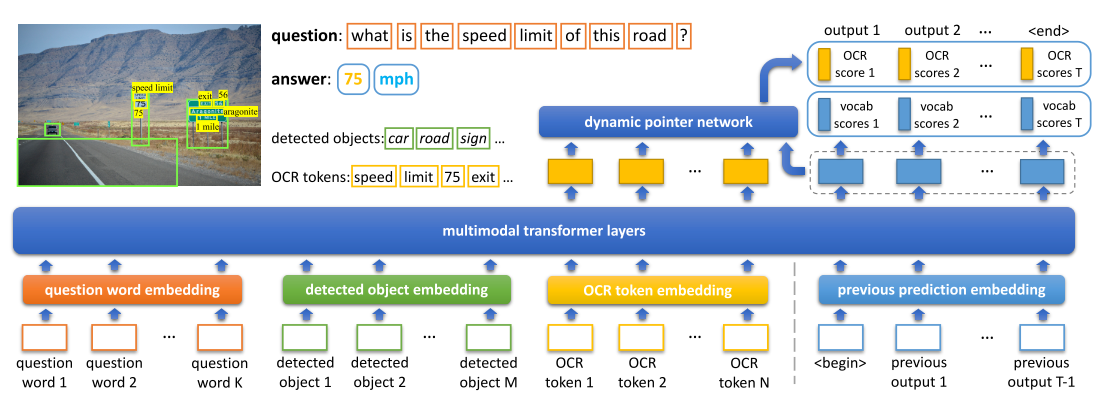 question: what is the speed limit of this road ?
answer: 75 mph
detected objects: car road sign ...
OCR tokens: speed limit 75 exit ...
speed limit
75
75
exit 56
aragonite
1 mile
output 1 output 2 ... <end>
OCR score 1 OCR scores 2 ... OCR scores T
vocab scores 1 vocab scores 2 ... vocab scores T
dynamic pointer network
... ...
multimodal transformer layers
question word embedding
detected object embedding
OCR token embedding
previous prediction embedding
... ... ... ...
question word 1 question word 2 question word K
detected object 1 detected object 2 detected object M
OCR token 1 OCR token 2 OCR token N
<begin> previous output 1 previous output T-1